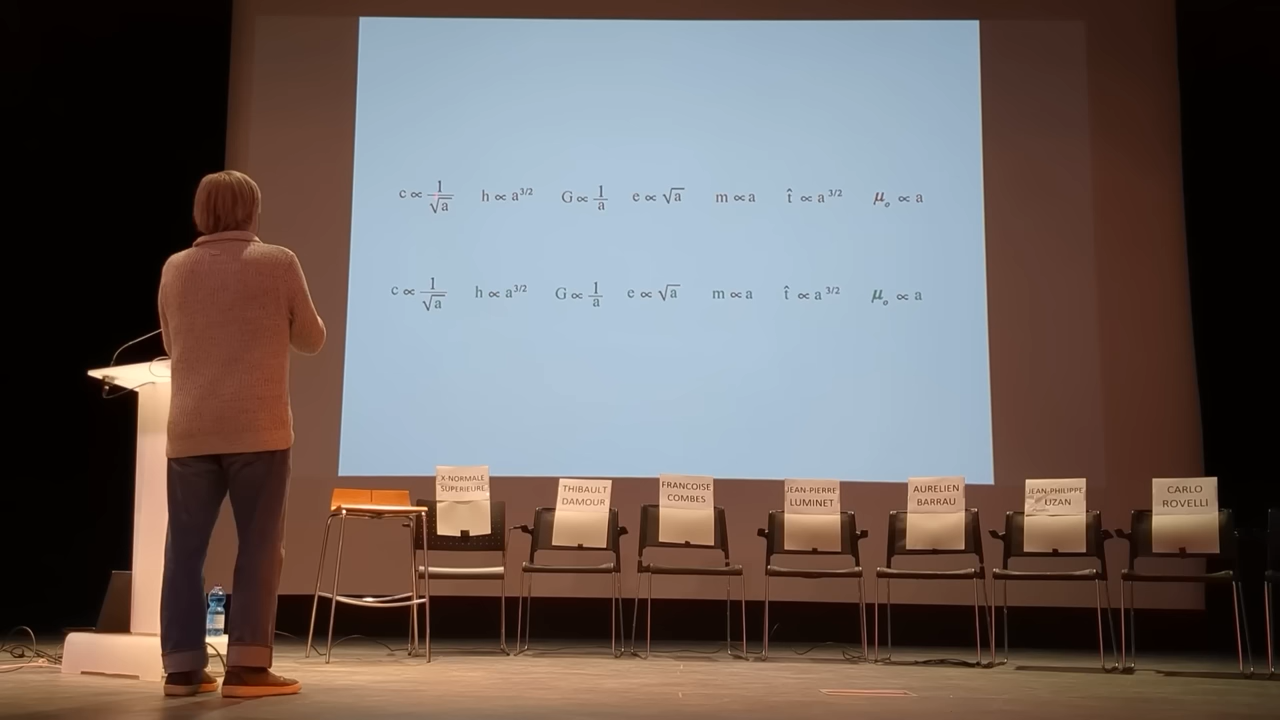 c ∝ 1/√a h ∝ a^3/2 G ∝ 1/a e ∝ √a m ∝ a t̂ ∝ a^3/2 μ₀ ∝ a
c ∝ 1/√a h ∝ a^3/2 G ∝ 1/a e ∝ √a m ∝ a t̂ ∝ a^3/2 μ₀ ∝ a
X-NORMALE
SUPERIEURE
THIBAULT
DAMOUR
FRANCOISE
COMBES
JEAN-PIERRE
LUMINET
AURELIEN
BARRAU
JEAN-PHILIPPE
UZAN
CARLO
ROVELLI